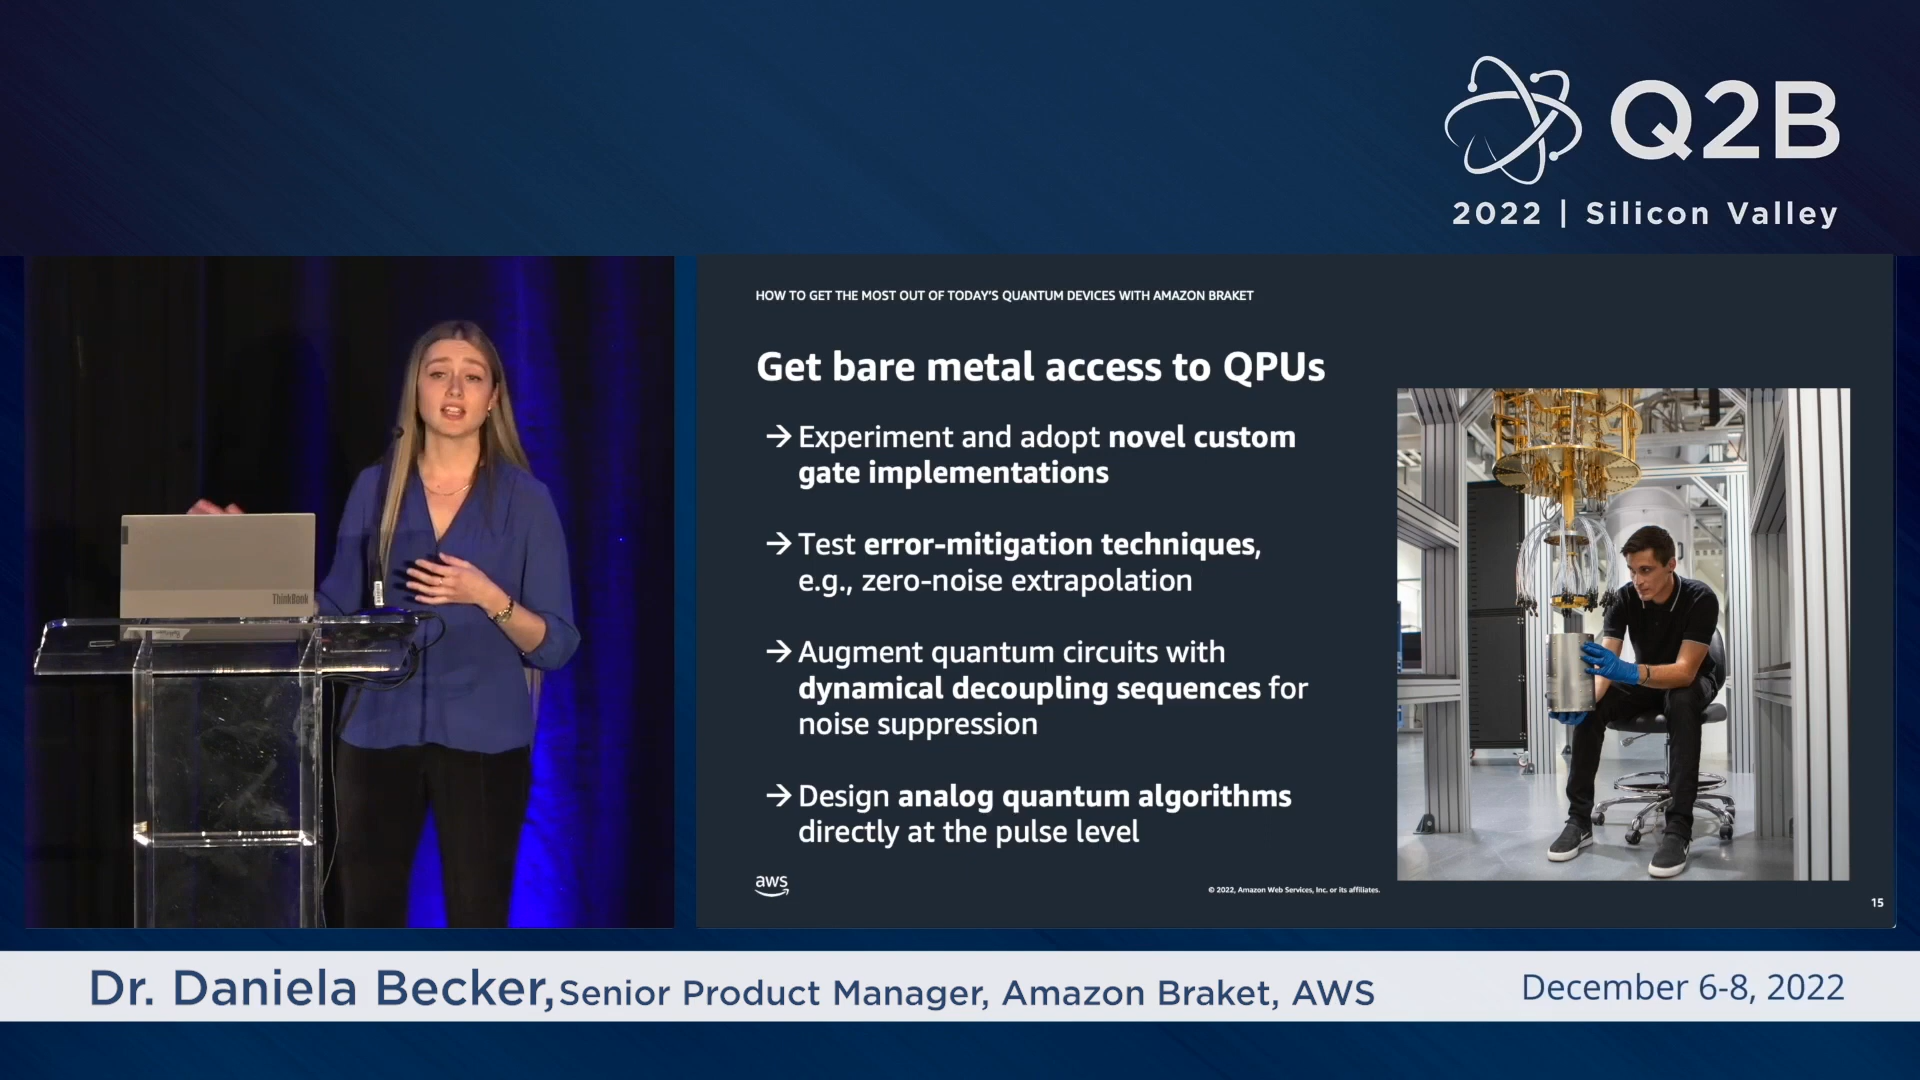 Q2B
2022 | Silicon Valley
HOW TO GET THE MOST OUT OF TODAY'S QUANTUM DEVICES WITH AMAZON BRAKET
Get bare metal access to QPUs
→ Experiment and adopt novel custom
gate implementations
→ Test error-mitigation techniques,
e.g., zero-noise extrapolation
→ Augment quantum circuits with
dynamical decoupling sequences for
noise suppression
→ Design analog quantum algorithms
directly at the pulse level
aws
© 2022, Amazon Web Services, Inc. or its affiliates.
15
ThinkBook
Dr. Daniela Becker, Senior Product Manager, Amazon Braket, AWS
December 6-8, 2022